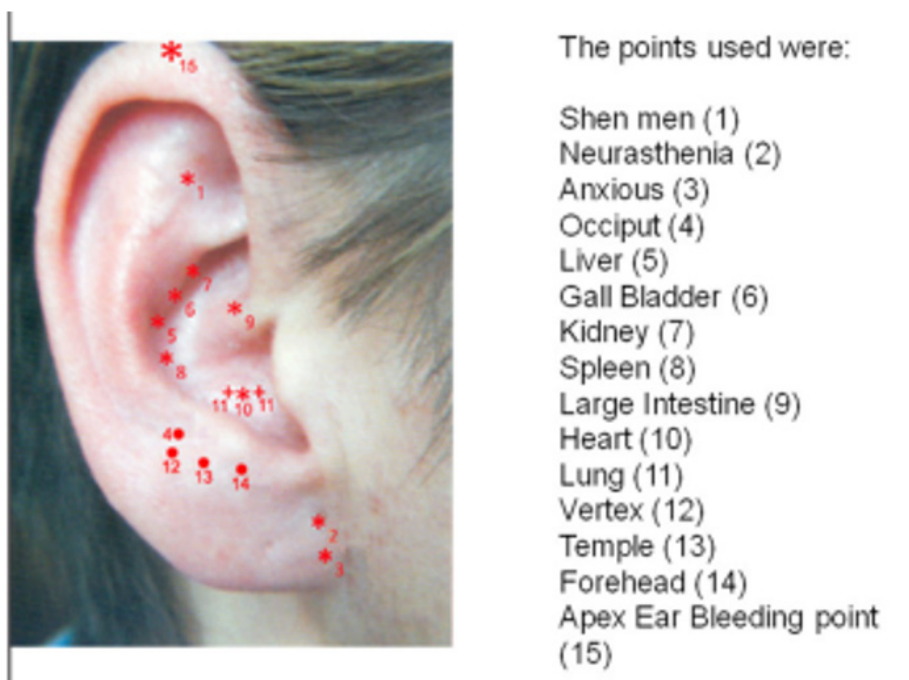 The points used were:
Shen men (1)
Neurasthenia (2)
Anxious (3)
Occiput (4)
Liver (5)
Gall Bladder (6)
Kidney (7)
Spleen (8)
Large Intestine (9)
Heart (10)
Lung (11)
Vertex (12)
Temple (13)
Forehead (14)
Apex Ear Bleeding point
(15)
15
1
7
6
5
9
8
11 10 11
4
12
13
14
2
3